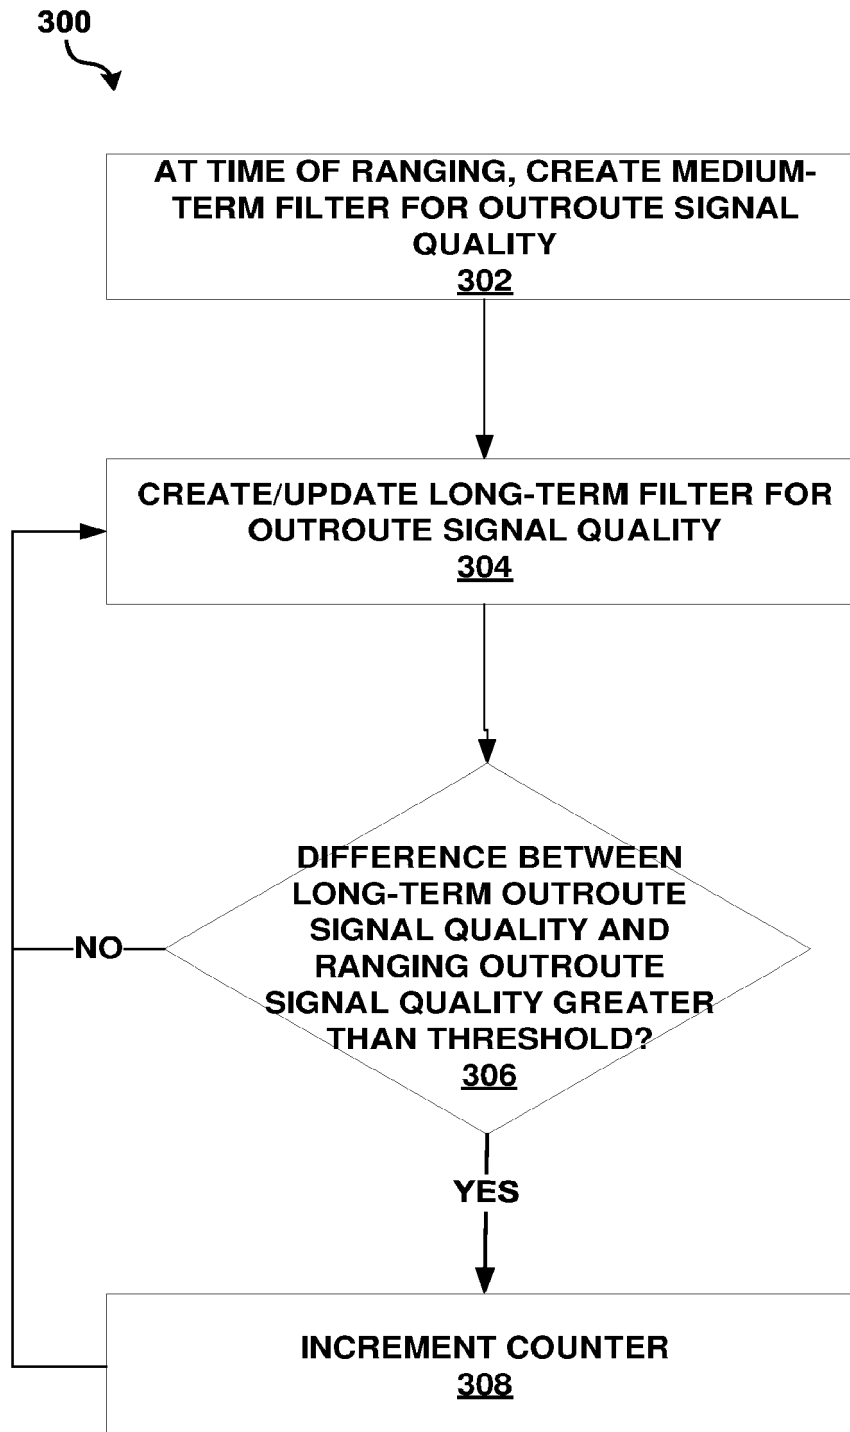 300
AT TIME OF RANGING, CREATE MEDIUM-
TERM FILTER FOR OUTROUTE SIGNAL
QUALITY
302
CREATE/UPDATE LONG-TERM FILTER FOR
OUTROUTE SIGNAL QUALITY
304
DIFFERENCE BETWEEN
LONG-TERM OUTROUTE
SIGNAL QUALITY AND
RANGING OUTROUTE
SIGNAL QUALITY GREATER
THAN THRESHOLD?
306
NO
YES
INCREMENT COUNTER
308